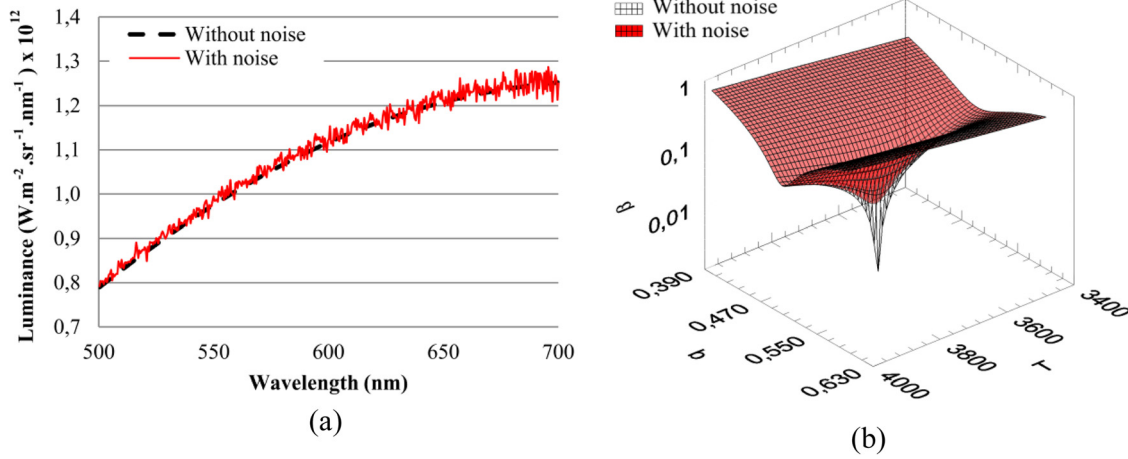 1,4
1,3
1,2
1,1
1,0
0,9
0,8
0,7
Luminance (W.m-2 .sr-1.nm-1 ) x 1012
Without noise
With noise
500
550
600
650
700
Wavelength (nm)
(a)
Without noise
With noise
1
0,1
0,01
β
0,390
0,470
0,550
0,630
b
4000
3800
3600
3400
T
(b)